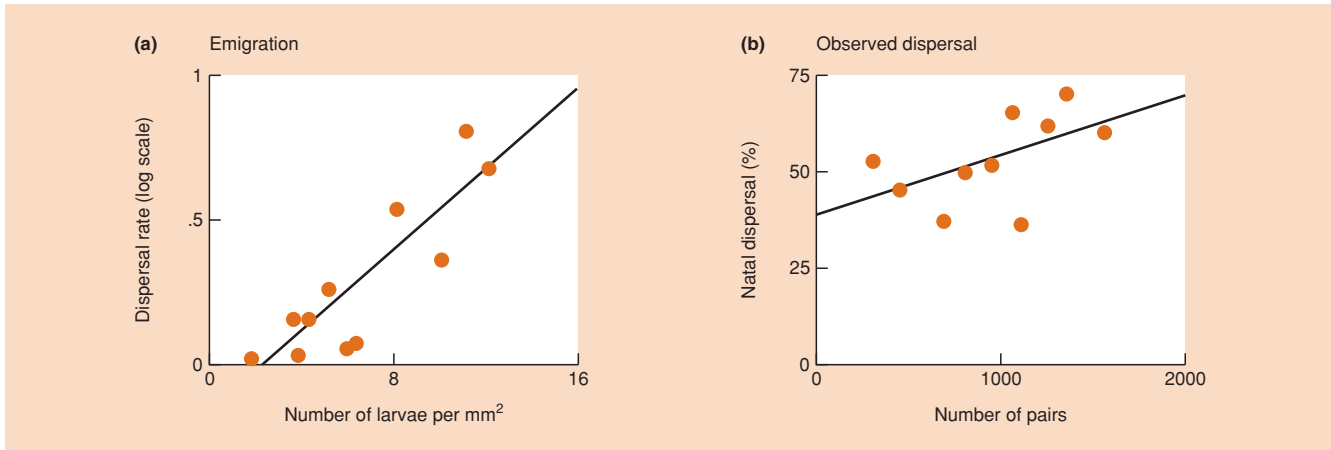 (a) Emigration
1
.5
0
Dispersal rate (log scale)
0 8 16
Number of larvae per mm²
(b) Observed dispersal
75
50
25
0
Natal dispersal (%)
0 1000 2000
Number of pairs